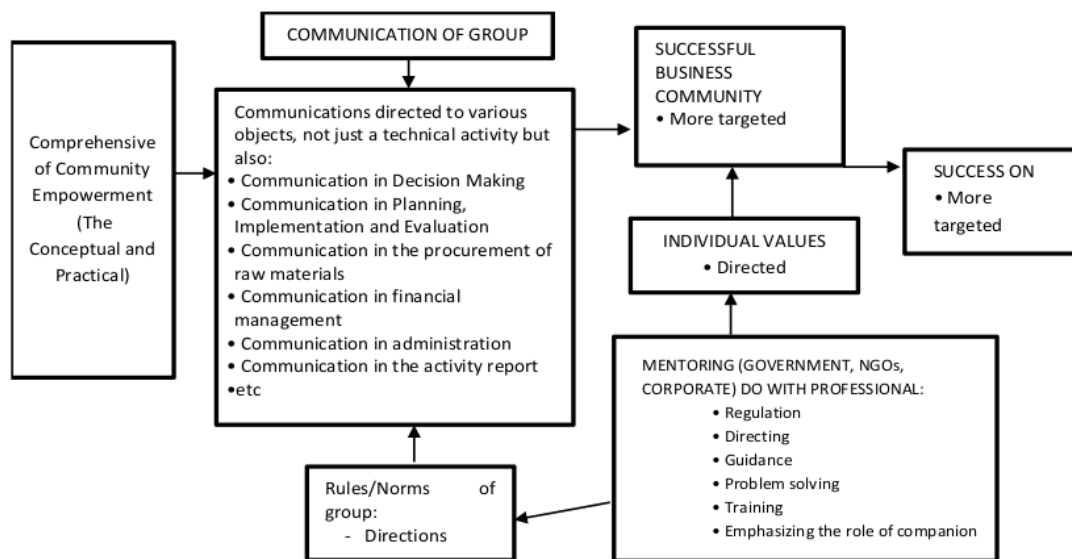 COMMUNICATION OF GROUP
Comprehensive
of Community
Empowerment
(The
Conceptual and
Practical)
Communications directed to various
objects, not just a technical activity but
also:
• Communication in Decision Making
• Communication in Planning,
Implementation and Evaluation
• Communication in the procurement of
raw materials
• Communication in financial
management
• Communication in administration
• Communication in the activity report
•etc
SUCCESSFUL
BUSINESS
COMMUNITY
• More targeted
SUCCESS ON
• More
targeted
INDIVIDUAL VALUES
• Directed
MENTORING (GOVERNMENT, NGOs,
CORPORATE) DO WITH PROFESSIONAL:
• Regulation
• Directing
• Guidance
• Problem solving
• Training
• Emphasizing the role of companion
Rules/Norms of
group:
- Directions